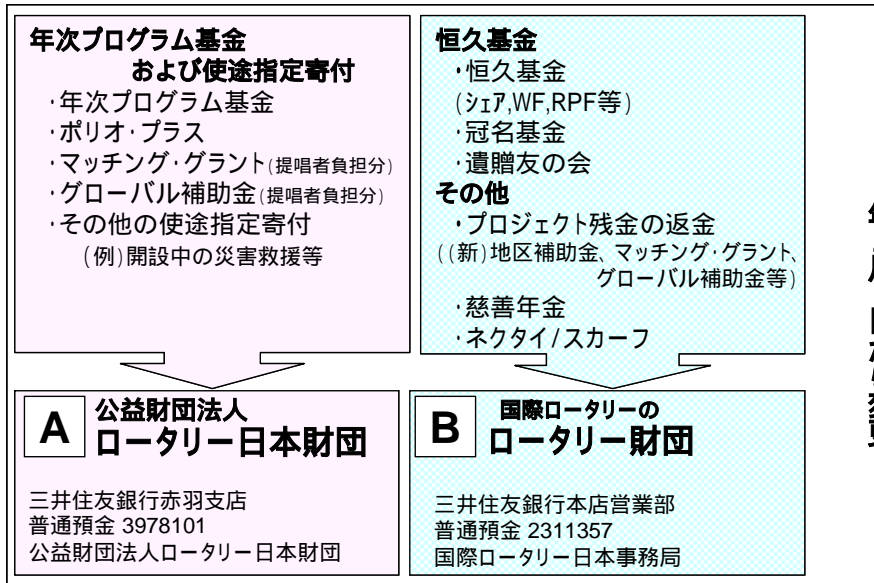 年次プログラム基金
および使途指定寄付
・年次プログラム基金
・ポリオ・プラス
・マッチング・グラント(提唱者負担分)
・グローバル補助金(提唱者負担分)
・その他の使途指定寄付
(例)開設中の災害救援等
A 公益財団法人
ロータリー日本財団
三井住友銀行赤羽支店
普通預金 3978101
公益財団法人ロータリー日本財団
恒久基金
・恒久基金
(シェア,WF,RPF等)
・冠名基金
・遺贈友の会
その他
・プロジェクト残金の返金
((新)地区補助金、マッチング・グラント、
グローバル補助金等)
・慈善年金
・ネクタイ/スカーフ
B 国際ロータリーの
ロータリー財団
三井住友銀行本店営業部
普通預金 2311357
国際ロータリー日本事務局